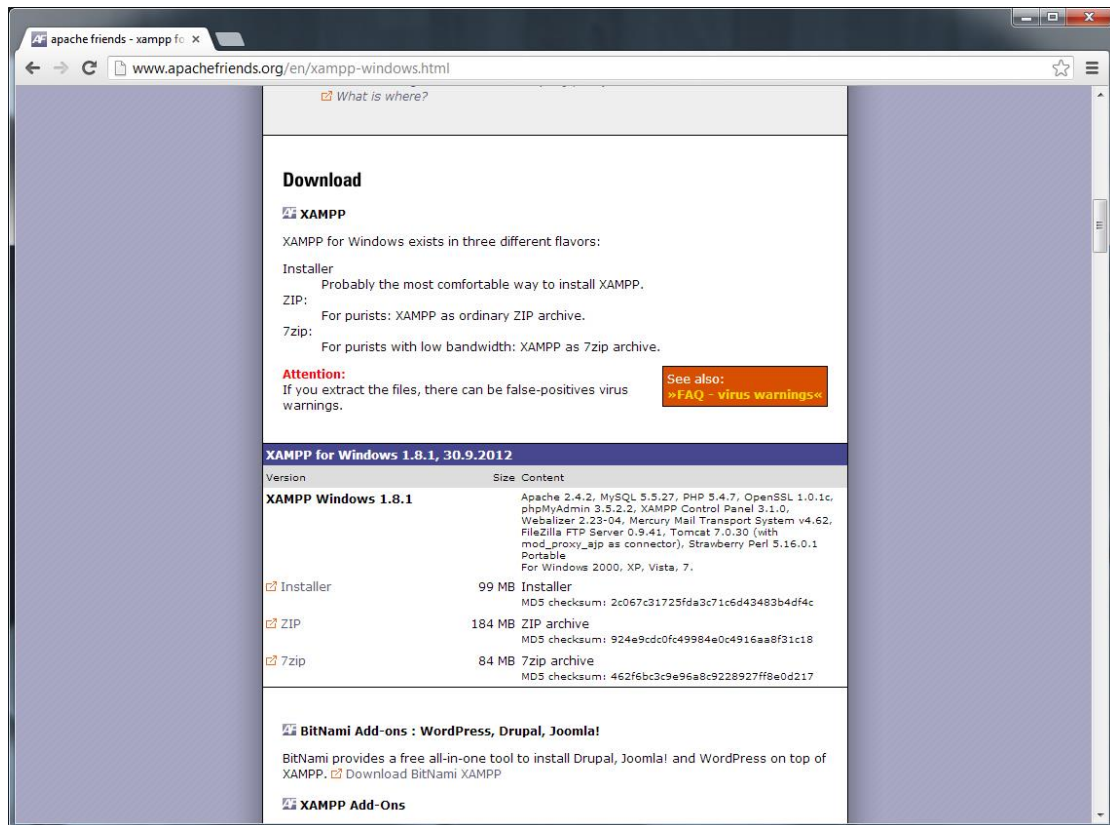 apache friends - xampp fo
www.apachefriends.org/en/xampp-windows.html
What is where?
Download
XAMPP
XAMPP for Windows exists in three different flavors:
Installer
Probably the most comfortable way to install XAMPP.
ZIP:
For purists: XAMPP as ordinary ZIP archive.
7zip:
For purists with low bandwidth: XAMPP as 7zip archive.
Attention:
If you extract the files, there can be false-positives virus
warnings.
See also:
»FAQ - virus warnings«
XAMPP for Windows 1.8.1, 30.9.2012
Version Size Content
XAMPP Windows 1.8.1 Apache 2.4.2, MySQL 5.5.27, PHP 5.4.7, OpenSSL 1.0.1c,
phpMyAdmin 3.5.2.2, XAMPP Control Panel 3.1.0,
Webalizer 2.23-04, Mercury Mail Transport System v4.62,
FileZilla FTP Server 0.9.41, Tomcat 7.0.30 (with
mod_proxy_ajp as connector), Strawberry Perl 5.16.0.1
Portable
For Windows 2000, XP, Vista, 7.
Installer 99 MB Installer
MD5 checksum: 2c067c31725fda3c71c6d43483b4df4c
ZIP 184 MB ZIP archive
MD5 checksum: 924e9cdc0fc49984e0c4916aa8f31c18
7zip 84 MB 7zip archive
MD5 checksum: 462f6bc3c9e96a8c9228927ff8e0d217
BitNami Add-ons : WordPress, Drupal, Joomla!
BitNami provides a free all-in-one tool to install Drupal, Joomla! and WordPress on top of
XAMPP. Download BitNami XAMPP
XAMPP Add-Ons